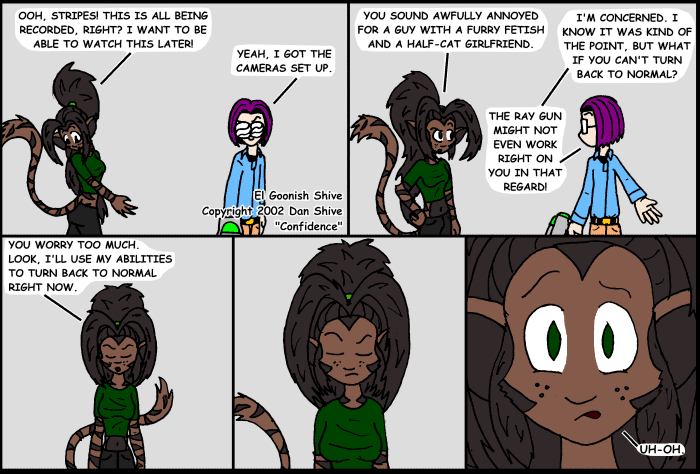 OOH, STRIPES! THIS IS ALL BEING
RECORDED, RIGHT? I WANT TO BE
ABLE TO WATCH THIS LATER!
YEAH, I GOT THE
CAMERAS SET UP.
El Goonish Shive
Copyright 2002 Dan Shive
"Confidence"
YOU SOUND AWFULLY ANNOYED
FOR A GUY WITH A FURRY FETISH
AND A HALF-CAT GIRLFRIEND.
I'M CONCERNED. I
KNOW IT WAS KIND OF
THE POINT, BUT WHAT
IF YOU CAN'T TURN
BACK TO NORMAL?
THE RAY GUN
MIGHT NOT
EVEN WORK
RIGHT ON
YOU IN THAT
REGARD!
YOU WORRY TOO MUCH.
LOOK, I'LL USE MY ABILITIES
TO TURN BACK TO NORMAL
RIGHT NOW.
UH-OH.